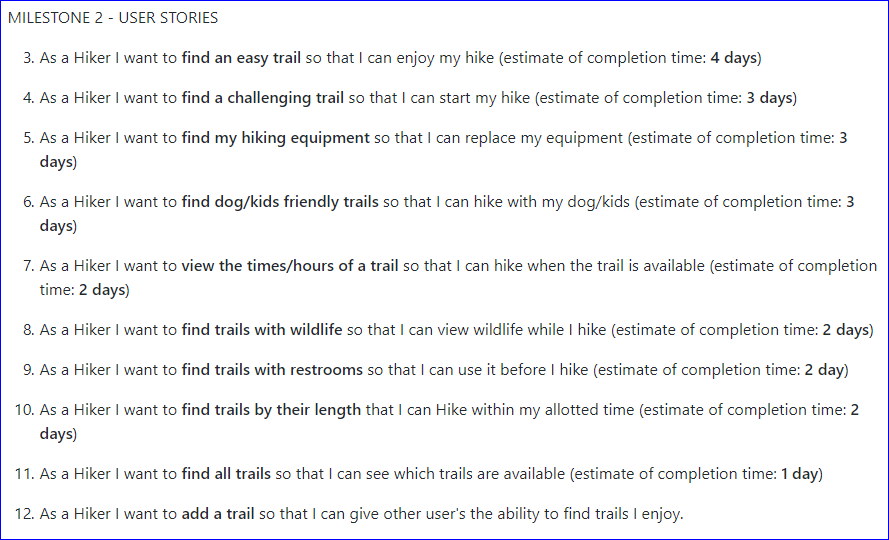 MILESTONE 2 - USER STORIES
3. As a Hiker I want to find an easy trail so that I can enjoy my hike (estimate of completion time: 4 days)
4. As a Hiker I want to find a challenging trail so that I can start my hike (estimate of completion time: 3 days)
5. As a Hiker I want to find my hiking equipment so that I can replace my equipment (estimate of completion time: 3
days)
6. As a Hiker I want to find dog/kids friendly trails so that I can hike with my dog/kids (estimate of completion time: 3
days)
7. As a Hiker I want to view the times/hours of a trail so that I can hike when the trail is available (estimate of completion
time: 2 days)
8. As a Hiker I want to find trails with wildlife so that I can view wildlife while I hike (estimate of completion time: 2 days)
9. As a Hiker I want to find trails with restrooms so that I can use it before I hike (estimate of completion time: 2 day)
10. As a Hiker I want to find trails by their length that I can Hike within my allotted time (estimate of completion time: 2
days)
11. As a Hiker I want to find all trails so that I can see which trails are available (estimate of completion time: 1 day)
12. As a Hiker I want to add a trail so that I can give other user's the ability to find trails I enjoy.